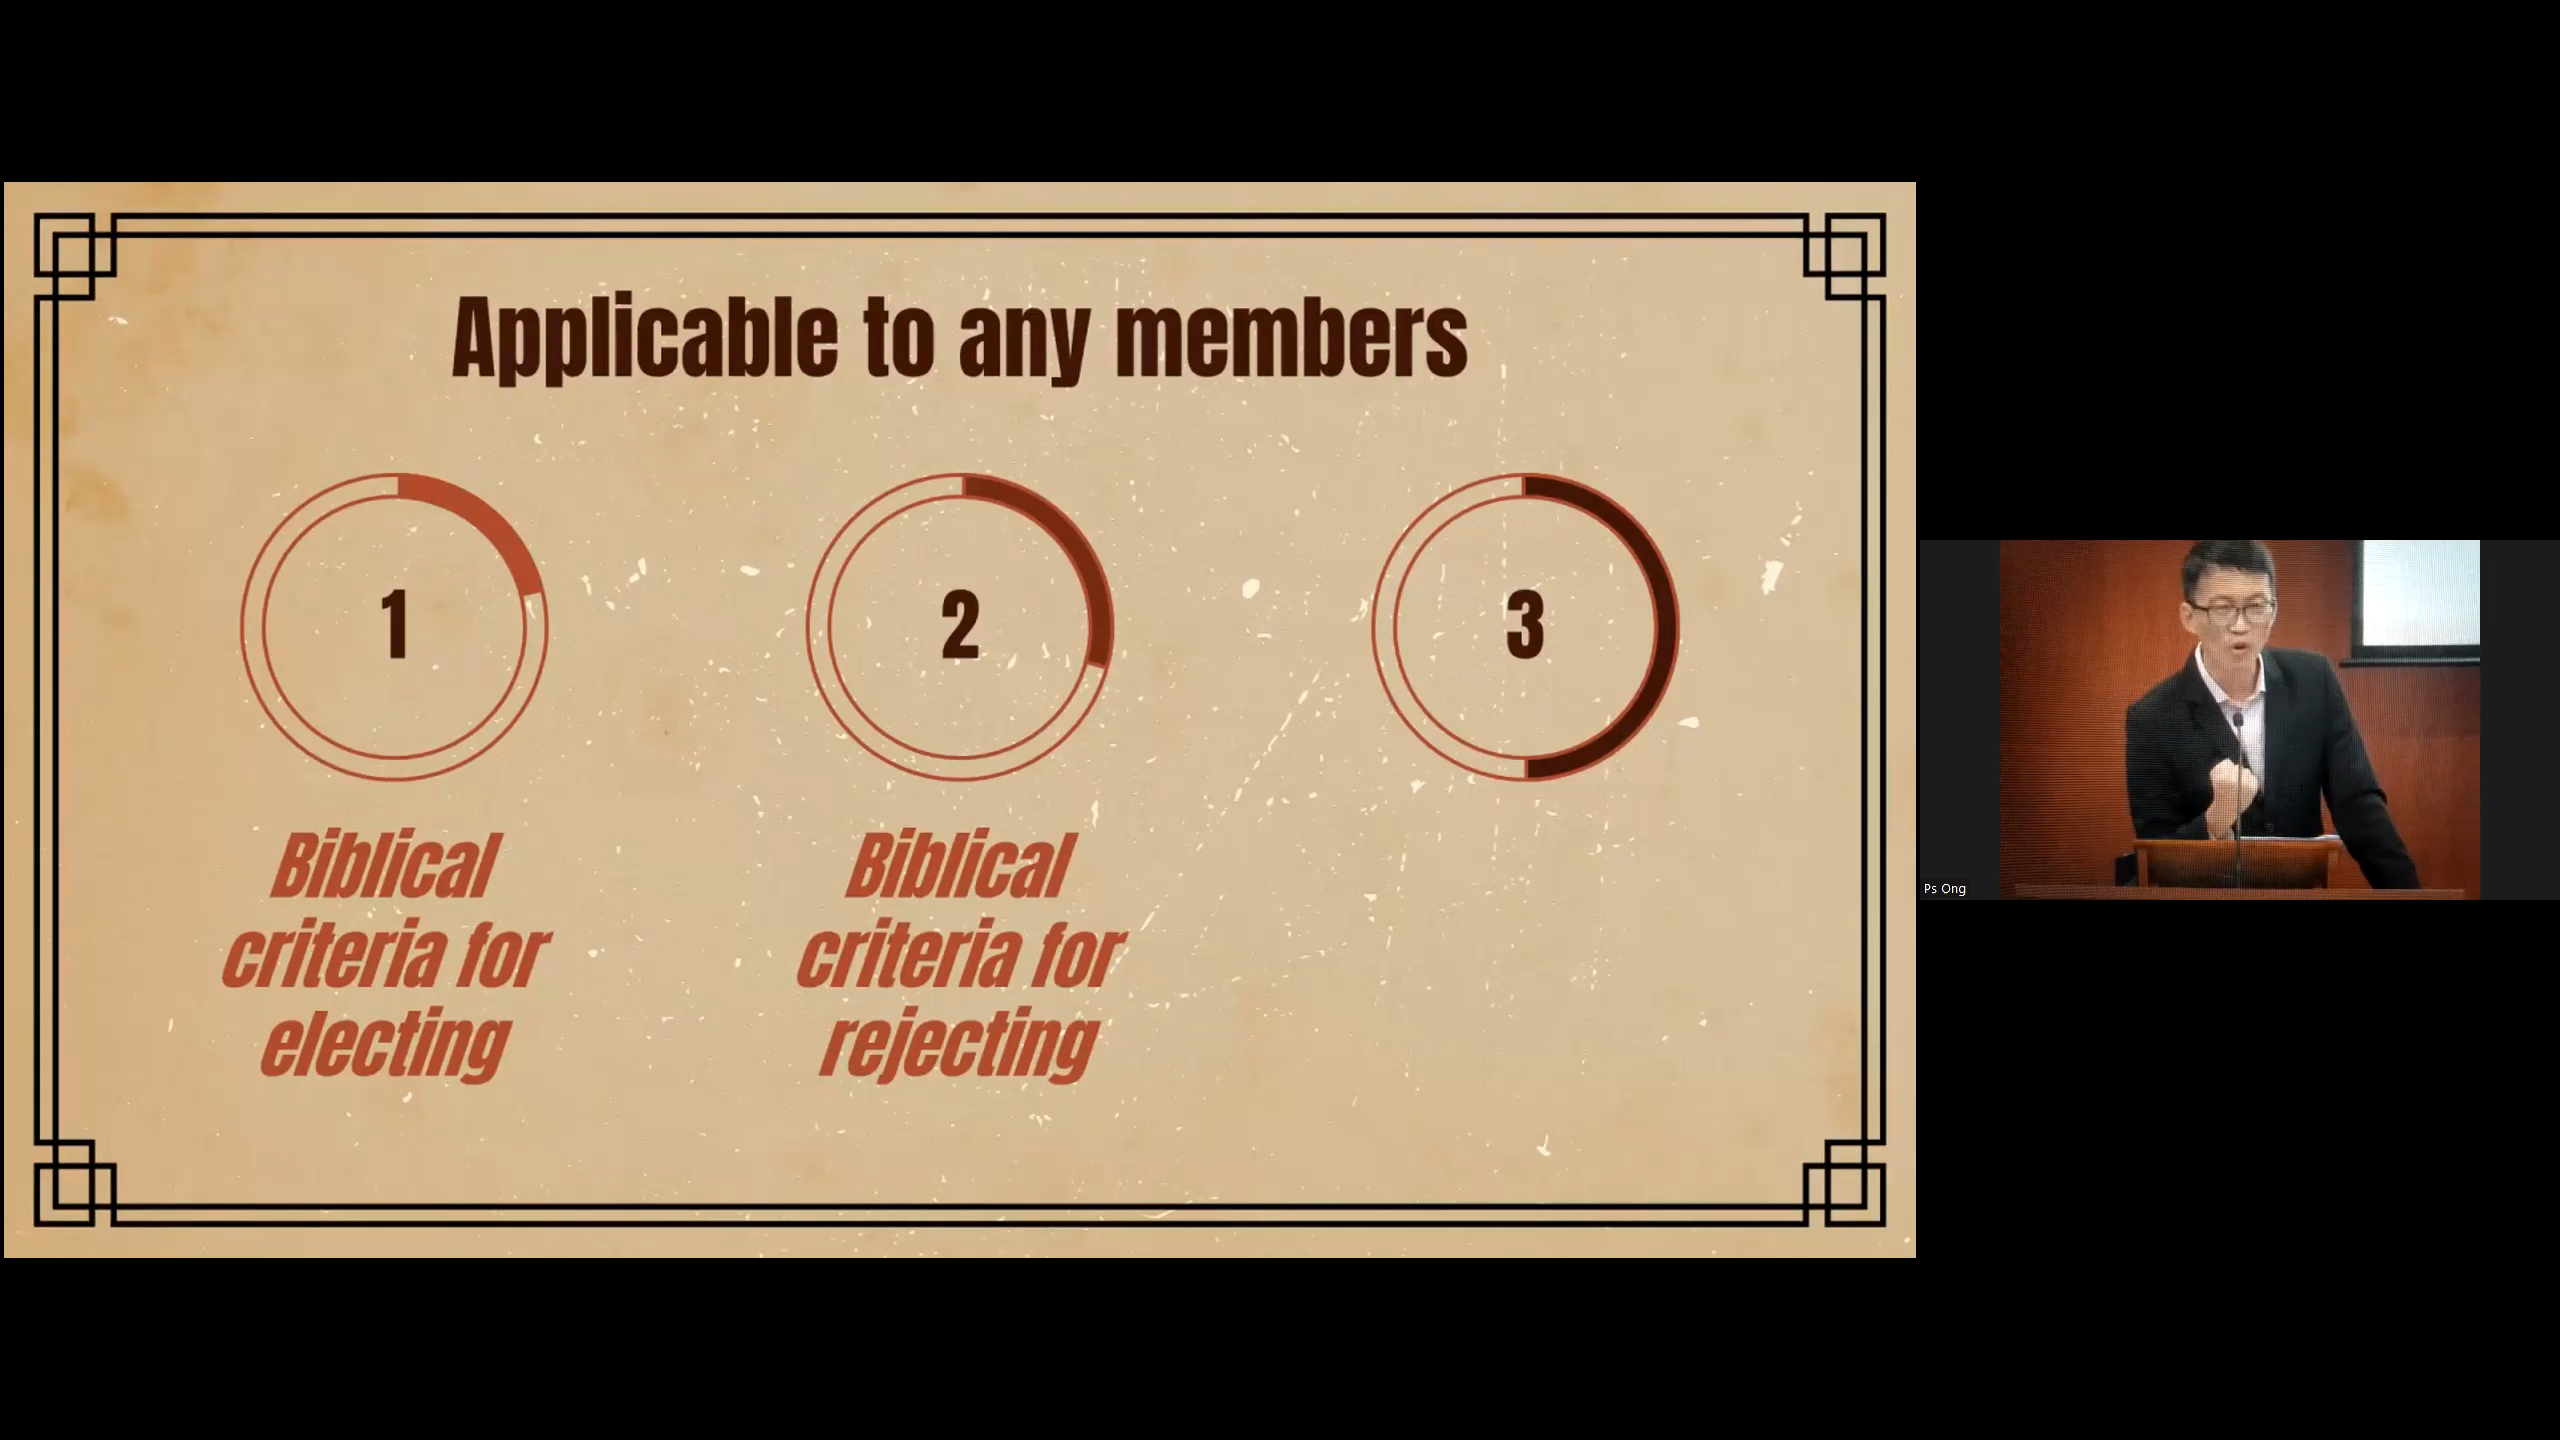 Applicable to any members
1
2
3
Biblical
criteria for
electing
Biblical
criteria for
rejecting
Ps Ong